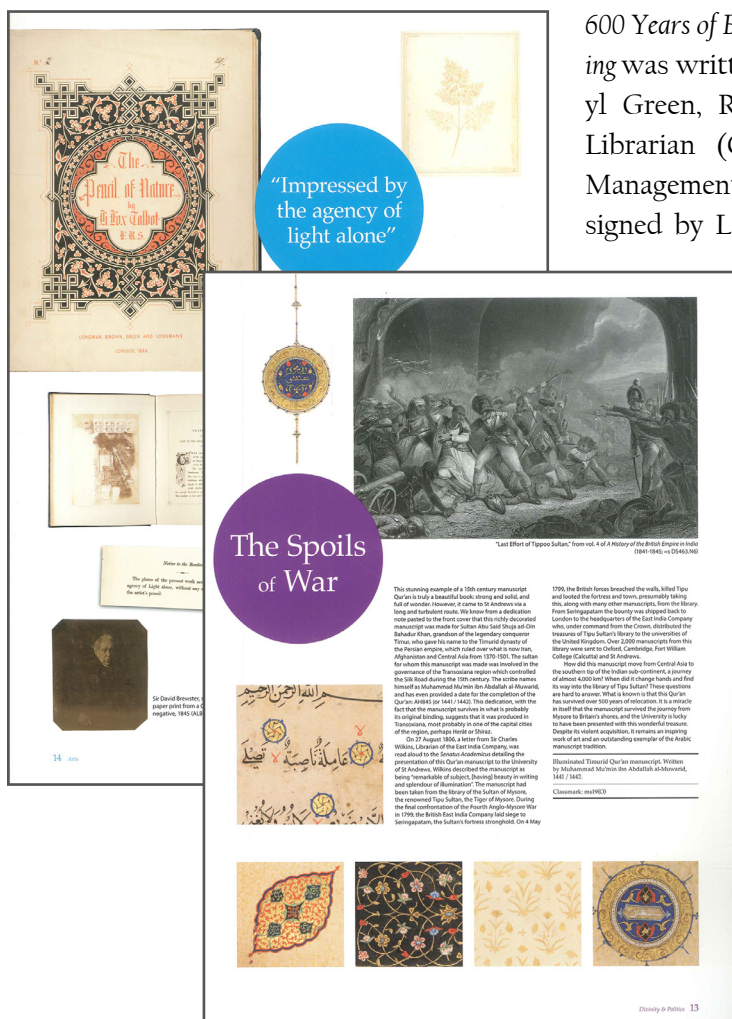 600 Years of
ing was writt
yl Green, R
Librarian
Management
signed by L
N.º 2
The
Pencil of Nature
by
H. Fox Talbot
F.R.S.
LONGMAN, BROWN, GREEN AND LONGMANS
LONDON, 1844
"Impressed by
the agency of
light alone"
Notice to the Reader
The plates of the present work are
agency of Light alone, without any
the artist's pencil.
Sir David Brewster,
paper print from a
negative, 1845 (ALB
14 Arts
"Last Effort of Tippoo Sultan," from vol. 4 of A History of the British Empire in India
(1841-1845; =s DS463.N6)
The Spoils
of War
This stunning example of a 15th century manuscript
Qur'an is truly a beautiful book: strong and solid, and
full of wonder. However, it came to St Andrews via a
long and turbulent route. We know from a dedication
note pasted to the front cover that this richly decorated
manuscript was made for Sultan Abu Said Shuja ad-Din
Bahadur Khan, grandson of the legendary conqueror
Timur, who gave his name to the Timurid dynasty of
the Persian empire, which ruled over what is now Iran,
Afghanistan and Central Asia from 1370-1501. The sultan
for whom this manuscript was made was involved in the
governance of the Transoxiana region which controlled
the Silk Road during the 15th century. The scribe names
himself as Muhammad Mu'min ibn Abdallah al-Muwarid,
and has even provided a date for the completion of the
Qur'an: AH845 (or 1441/1442). This dedication, with the
fact that the manuscript survives in what is probably
its original binding, suggests that it was produced in
Transoxiana, most probably in one of the capital cities
of the region, perhaps Herāt or Shiraz.
On 27 August 1806, a letter from Sir Charles
Wilkins, Librarian of the East India Company, was
read aloud to the Senatus Academicus detailing the
presentation of this Qur'an manuscript to the University
of St Andrews. Wilkins described the manuscript as
being "remarkable of subject, [having] beauty in writing
and splendour of illumination". The manuscript had
been taken from the library of the Sultan of Mysore,
the renowned Tipu Sultan, the Tiger of Mysore. During
the final confrontation of the Fourth Anglo-Mysore War
in 1799, the British East India Company laid siege to
Seringapatam, the Sultan's fortress stronghold. On 4 May
1799, the British forces breached the walls, killed Tipu
and looted the fortress and town, presumably taking
this, along with many other manuscripts, from the library.
From Seringapatam the bounty was shipped back to
London to the headquarters of the East India Company
who, under command from the Crown, distributed the
treasures of Tipu Sultan's library to the universities of
the United Kingdom. Over 2,000 manuscripts from this
library were sent to Oxford, Cambridge, Fort William
College (Calcutta) and St Andrews.
How did this manuscript move from Central Asia to
the southern tip of the Indian sub-continent, a journey
of almost 4,000 km? When did it change hands and find
its way into the library of Tipu Sultan? These questions
are hard to answer. What is known is that this Qur'an
has survived over 500 years of relocation. It is a miracle
in itself that the manuscript survived the journey from
Mysore to Britain's shores, and the University is lucky
to have been presented with this wonderful treasure.
Despite its violent acquisition, it remains an inspiring
work of art and an outstanding exemplar of the Arabic
manuscript tradition.
Illuminated Timurid Qur'an manuscript. Written
by Muhammad Mu'min ibn Abdallah al-Muwarid,
1441 / 1442.
Classmark: ms19(O)
بسم الله الرحمن الرحيم
عاملة ناصبة تصلى
Divinity & Politics 13